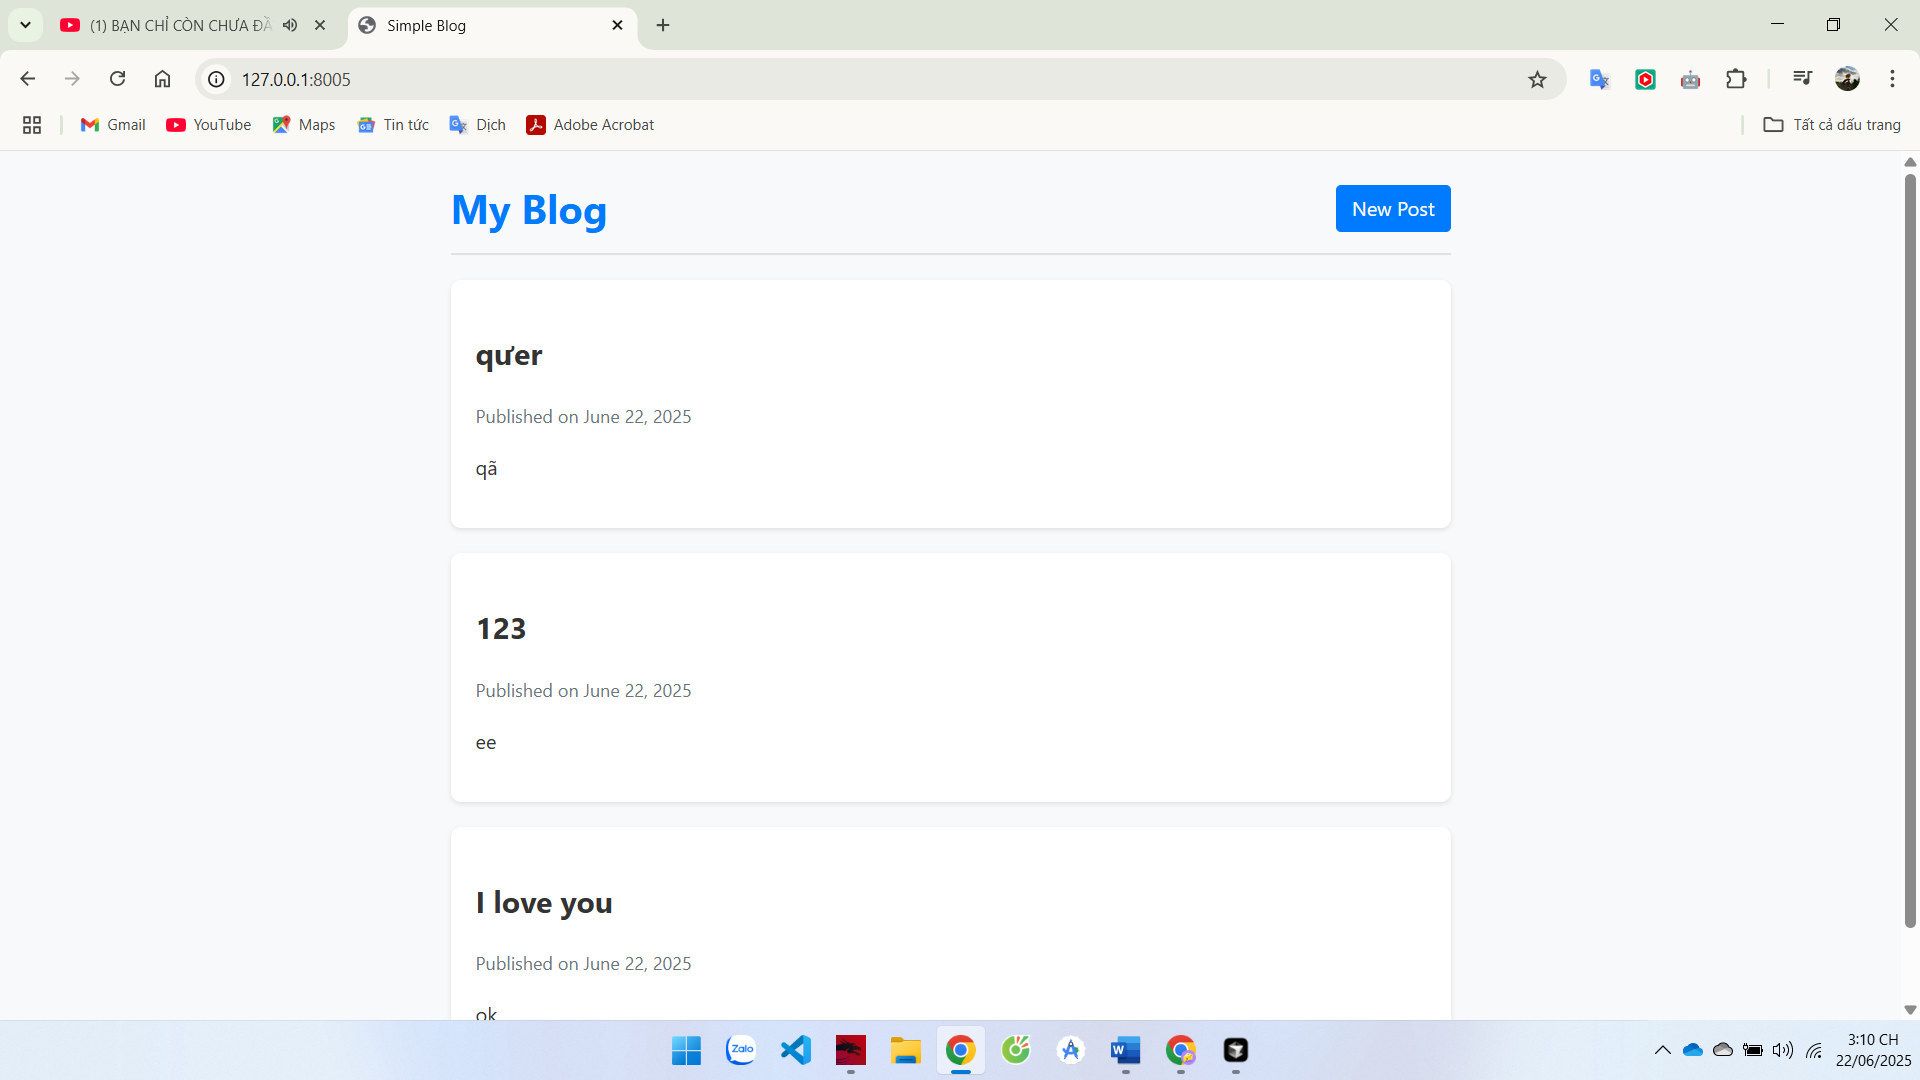 (1) BẠN CHỈ CÒN CHƯA ĐẦ
Simple Blog
127.0.0.1:8005
Gmail
YouTube
Maps
Tin tức
Dịch
Adobe Acrobat
Tất cả dấu trang
My Blog
New Post
qưer
Published on June 22, 2025
qã
123
Published on June 22, 2025
ee
I love you
Published on June 22, 2025
ok
Zalo
3:10 CH
22/06/2025